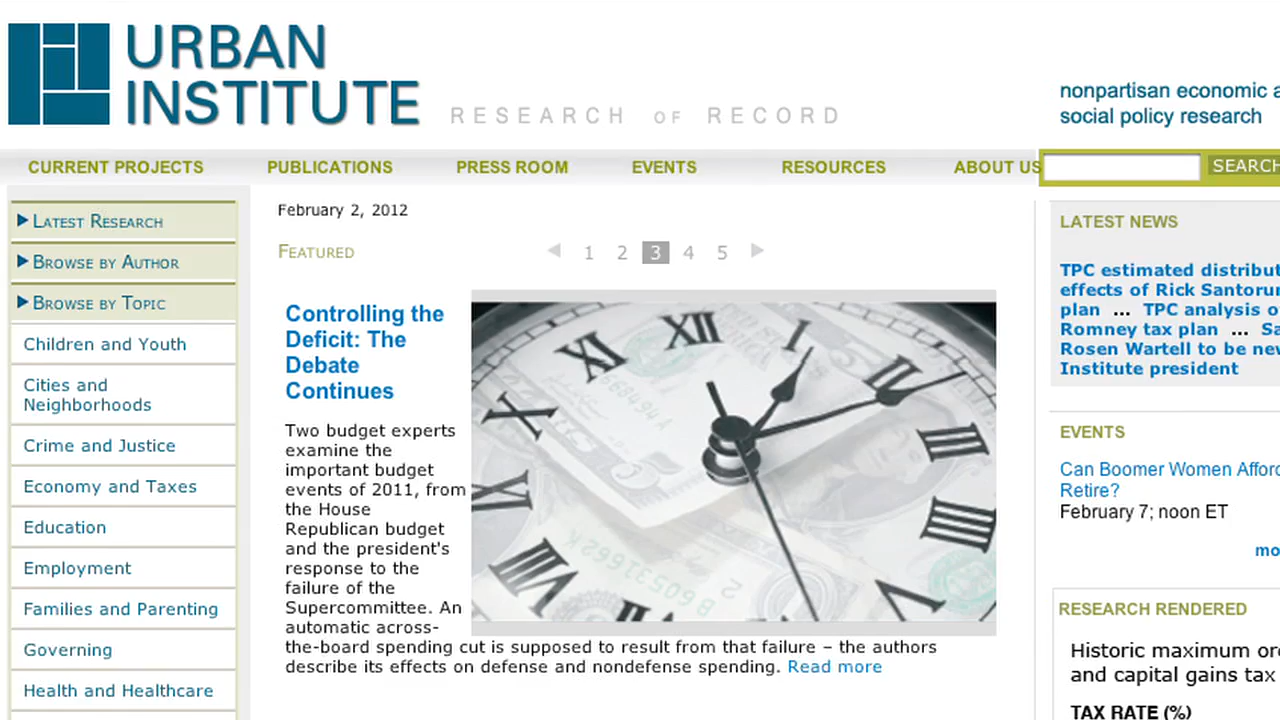 URBAN
INSTITUTE
RESEARCH OF RECORD
nonpartisan economic a
social policy research
CURRENT PROJECTS PUBLICATIONS PRESS ROOM EVENTS RESOURCES ABOUT US SEARCH
LATEST RESEARCH
BROWSE BY AUTHOR
BROWSE BY TOPIC
Children and Youth
Cities and
Neighborhoods
Crime and Justice
Economy and Taxes
Education
Employment
Families and Parenting
Governing
Health and Healthcare
February 2, 2012
FEATURED
1 2 3 4 5
Controlling the
Deficit: The
Debate
Continues
Two budget experts
examine the
important budget
events of 2011, from
the House
Republican budget
and the president's
response to the
failure of the
Supercommittee. An
automatic across-
the-board spending cut is supposed to result from that failure – the authors
describe its effects on defense and nondefense spending. Read more
XII
I
II
III
IIII
V
VIII
X
XI
LATEST NEWS
TPC estimated distribut
effects of Rick Santorum
plan ... TPC analysis o
Romney tax plan ... Sa
Rosen Wartell to be new
Institute president
EVENTS
Can Boomer Women Afford
Retire?
February 7; noon ET
mo
RESEARCH RENDERED
Historic maximum or
and capital gains tax
TAX RATE (%)